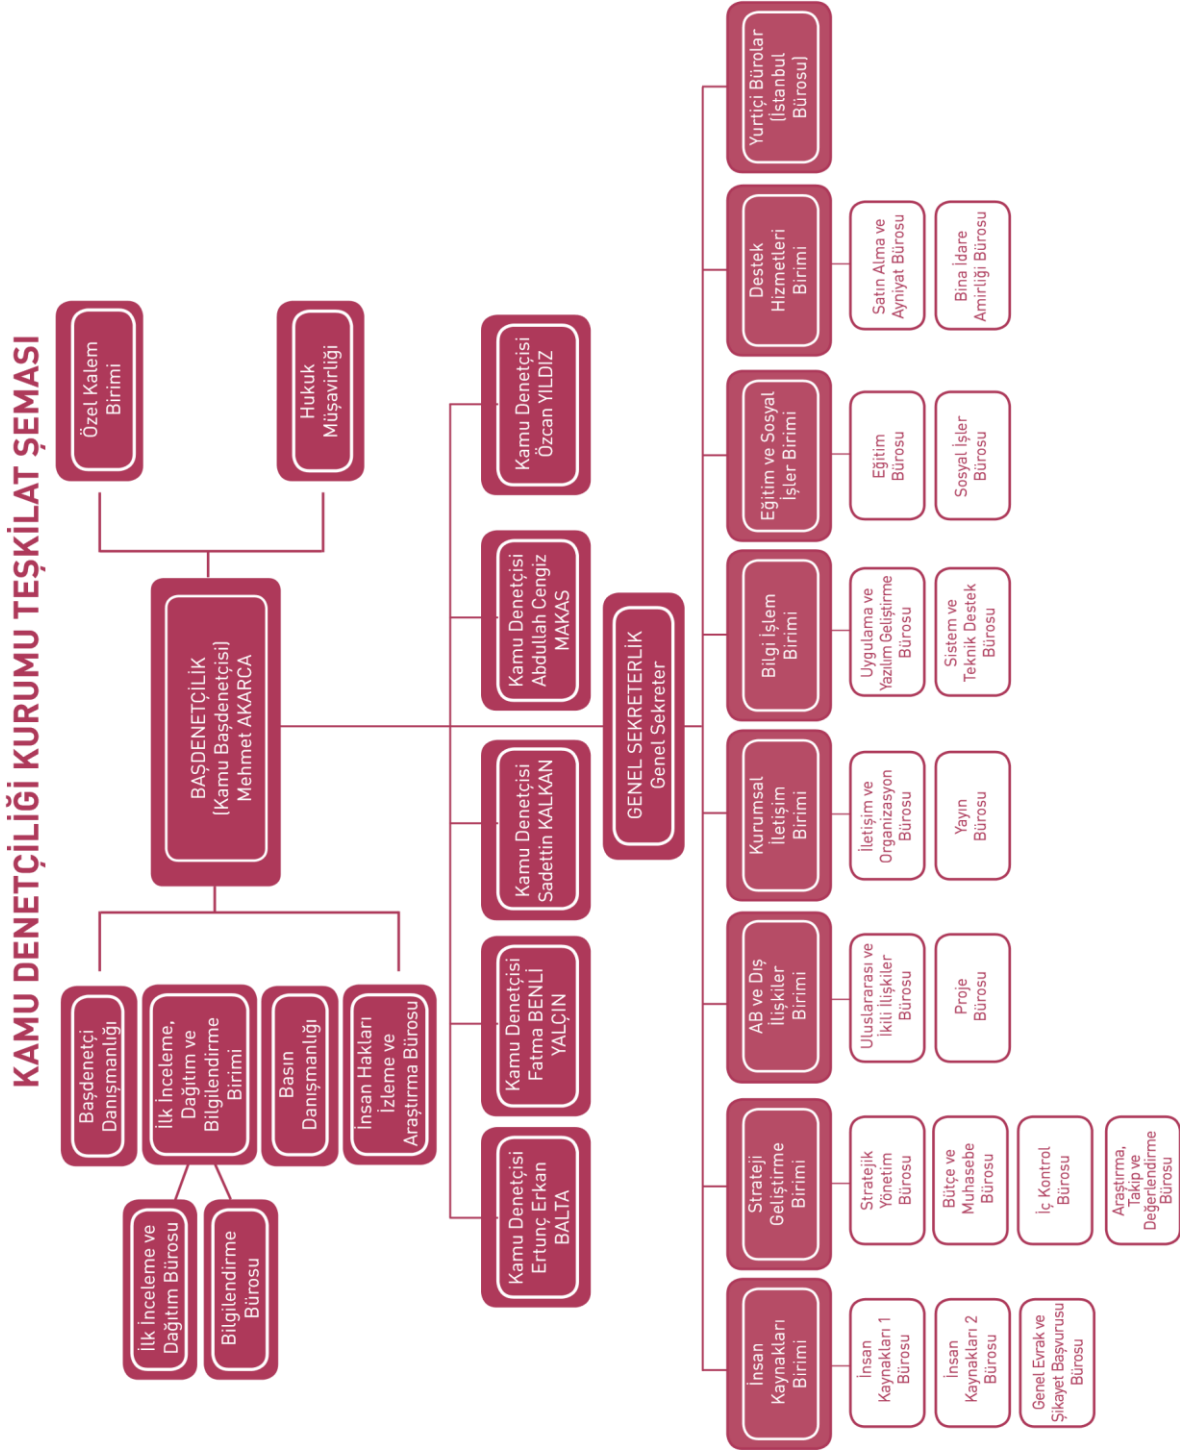 KAMU DENETÇİLİĞİ KURUMU TEŞKİLAT ŞEMASI
Başdenetçi
Danışmanlığı
İlk İnceleme,
Dağıtım ve
Bilgilendirme
Birimi
Basın
Danışmanlığı
İnsan Hakları
İzleme ve
Araştırma Bürosu
İlk İnceleme ve
Dağıtım Bürosu
Bilgilendirme
Bürosu
BAŞDENETÇİLİK
(Kamu Başdenetçisi)
Mehmet AKARCA
Özel Kalem
Birimi
Hukuk
Müşavirliği
Kamu Denetçisi
Ertunç Erkan
BALTA
Kamu Denetçisi
Fatma BENLİ
YALÇIN
Kamu Denetçisi
Sadettin KALKAN
Kamu Denetçisi
Abdullah Cengiz
MAKAS
Kamu Denetçisi
Özcan YILDIZ
GENEL SEKRETERLİK
Genel Sekreter
İnsan
Kaynakları
Birimi
İnsan
Kaynakları 1
Bürosu
İnsan
Kaynakları 2
Bürosu
Genel Evrak ve
Şikayet Başvurusu
Bürosu
Strateji
Geliştirme
Birimi
Stratejik
Yönetim
Bürosu
Bütçe ve
Muhasebe
Bürosu
İç Kontrol
Bürosu
Araştırma,
Takip ve
Değerlendirme
Bürosu
AB ve Dış
İlişkiler
Birimi
Uluslararası ve
İkili İlişkiler
Bürosu
Proje
Bürosu
Kurumsal
İletişim
Birimi
İletişim ve
Organizasyon
Bürosu
Yayın
Bürosu
Bilgi İşlem
Birimi
Uygulama ve
Yazılım Geliştirme
Bürosu
Sistem ve
Teknik Destek
Bürosu
Eğitim ve Sosyal
İşler Birimi
Eğitim
Bürosu
Sosyal İşler
Bürosu
Destek
Hizmetleri
Birimi
Satın Alma ve
Ayniyat Bürosu
Bina İdare
Amirliği Bürosu
Yurtiçi Bürolar
(İstanbul
Bürosu)